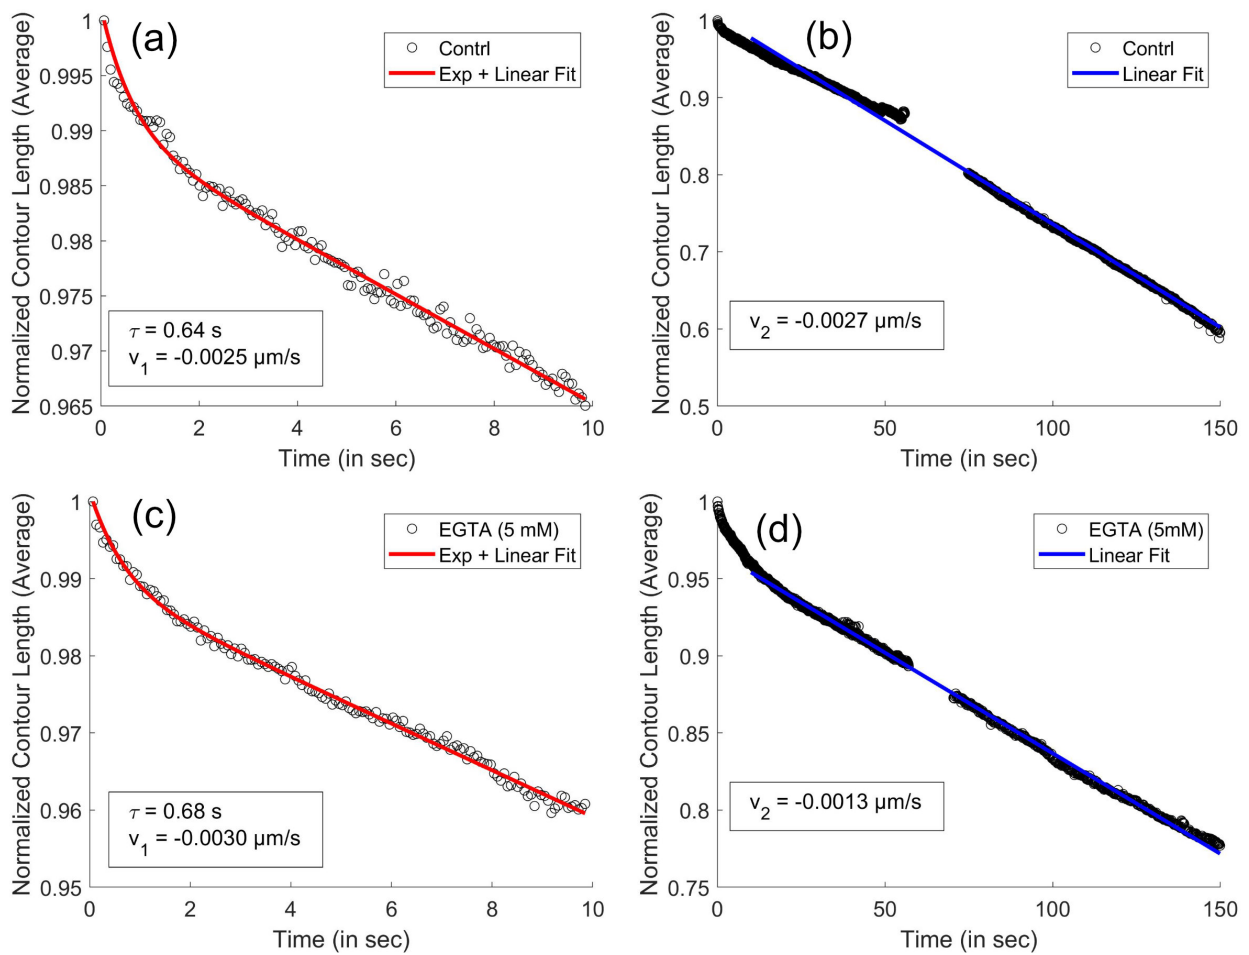 (a)
Contrl
Exp + Linear Fit
τ = 0.64 s
v1 = -0.0025 µm/s
Normalized Contour Length (Average)
1
0.995
0.99
0.985
0.98
0.975
0.97
0.965
0 2 4 6 8 10
Time (in sec)
(b)
Contrl
Linear Fit
v2 = -0.0027 µm/s
Normalized Contour Length (Average)
1
0.9
0.8
0.7
0.6
0.5
0 50 100 150
Time (in sec)
(c)
EGTA (5 mM)
Exp + Linear Fit
τ = 0.68 s
v1 = -0.0030 µm/s
Normalized Contour Length (Average)
1
0.99
0.98
0.97
0.96
0.95
0 2 4 6 8 10
Time (in sec)
(d)
EGTA (5mM)
Linear Fit
v2 = -0.0013 µm/s
Normalized Contour Length (Average)
1
0.95
0.9
0.85
0.8
0.75
0 50 100 150
Time (in sec)